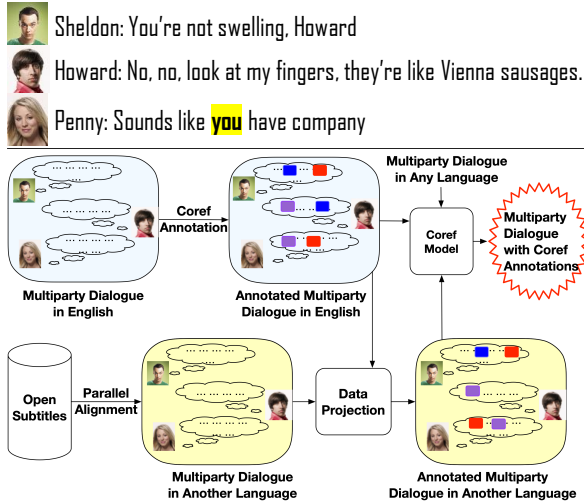 Sheldon: You're not swelling, Howard
Howard: No, no, look at my fingers, they're like Vienna sausages.
Penny: Sounds like you have company
Multiparty Dialogue
in Any Language
Coref
Annotation
Coref
Model
Multiparty
Dialogue
with Coref
Annotations
Multiparty Dialogue
in English
Annotated Multiparty
Dialogue in English
Open
Subtitles
Parallel
Alignment
Data
Projection
Multiparty Dialogue
in Another Language
Annotated Multiparty
Dialogue in Another Language